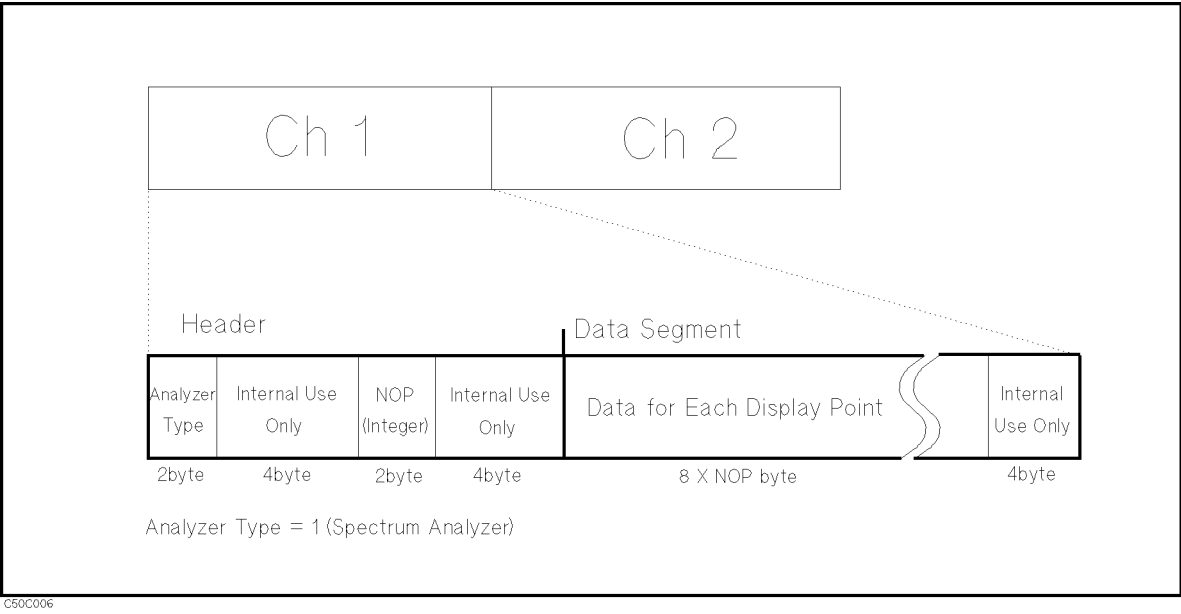 Ch 1
Ch 2
Header
Data Segment
Analyzer
Type
Internal Use
Only
NOP
(Integer)
Internal Use
Only
Data for Each Display Point
Internal
Use Only
2byte
4byte
2byte
4byte
8 X NOP byte
4byte
Analyzer Type = 1 (Spectrum Analyzer)
C50C006